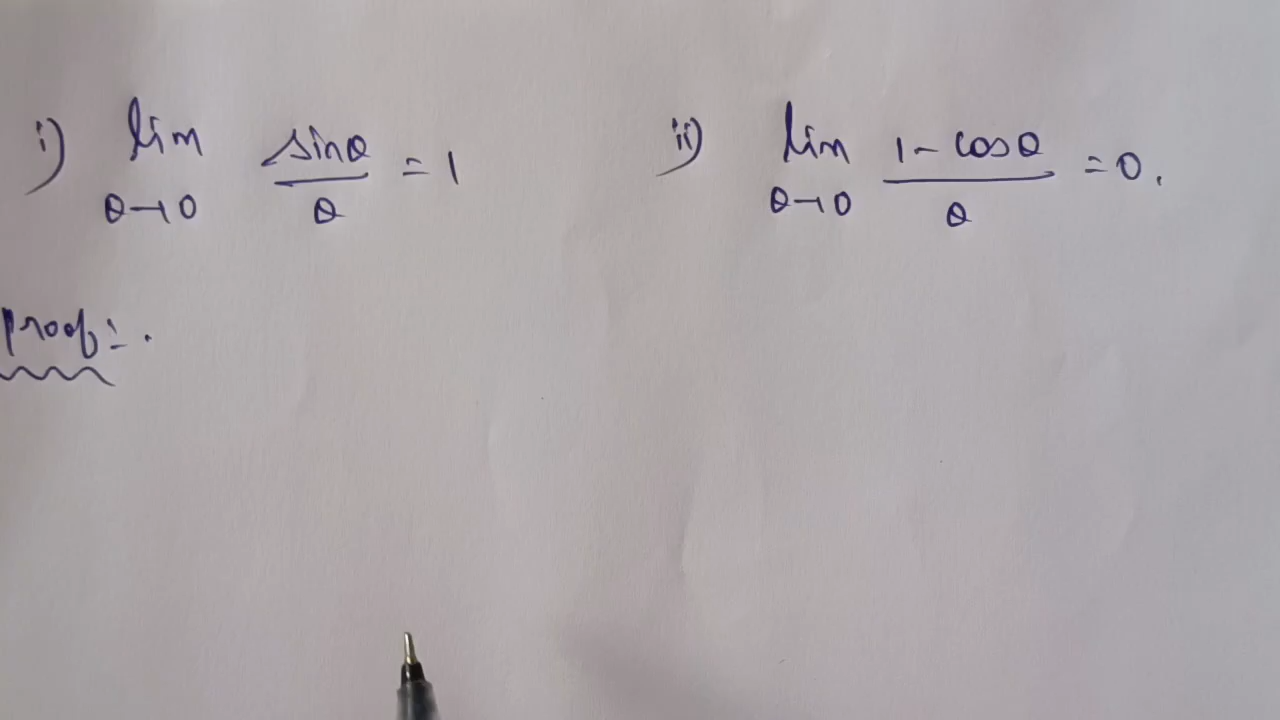 i) lim θ→0 sinθ/θ = 1
ii) lim θ→0 1-cosθ/θ = 0.
Proof:-.